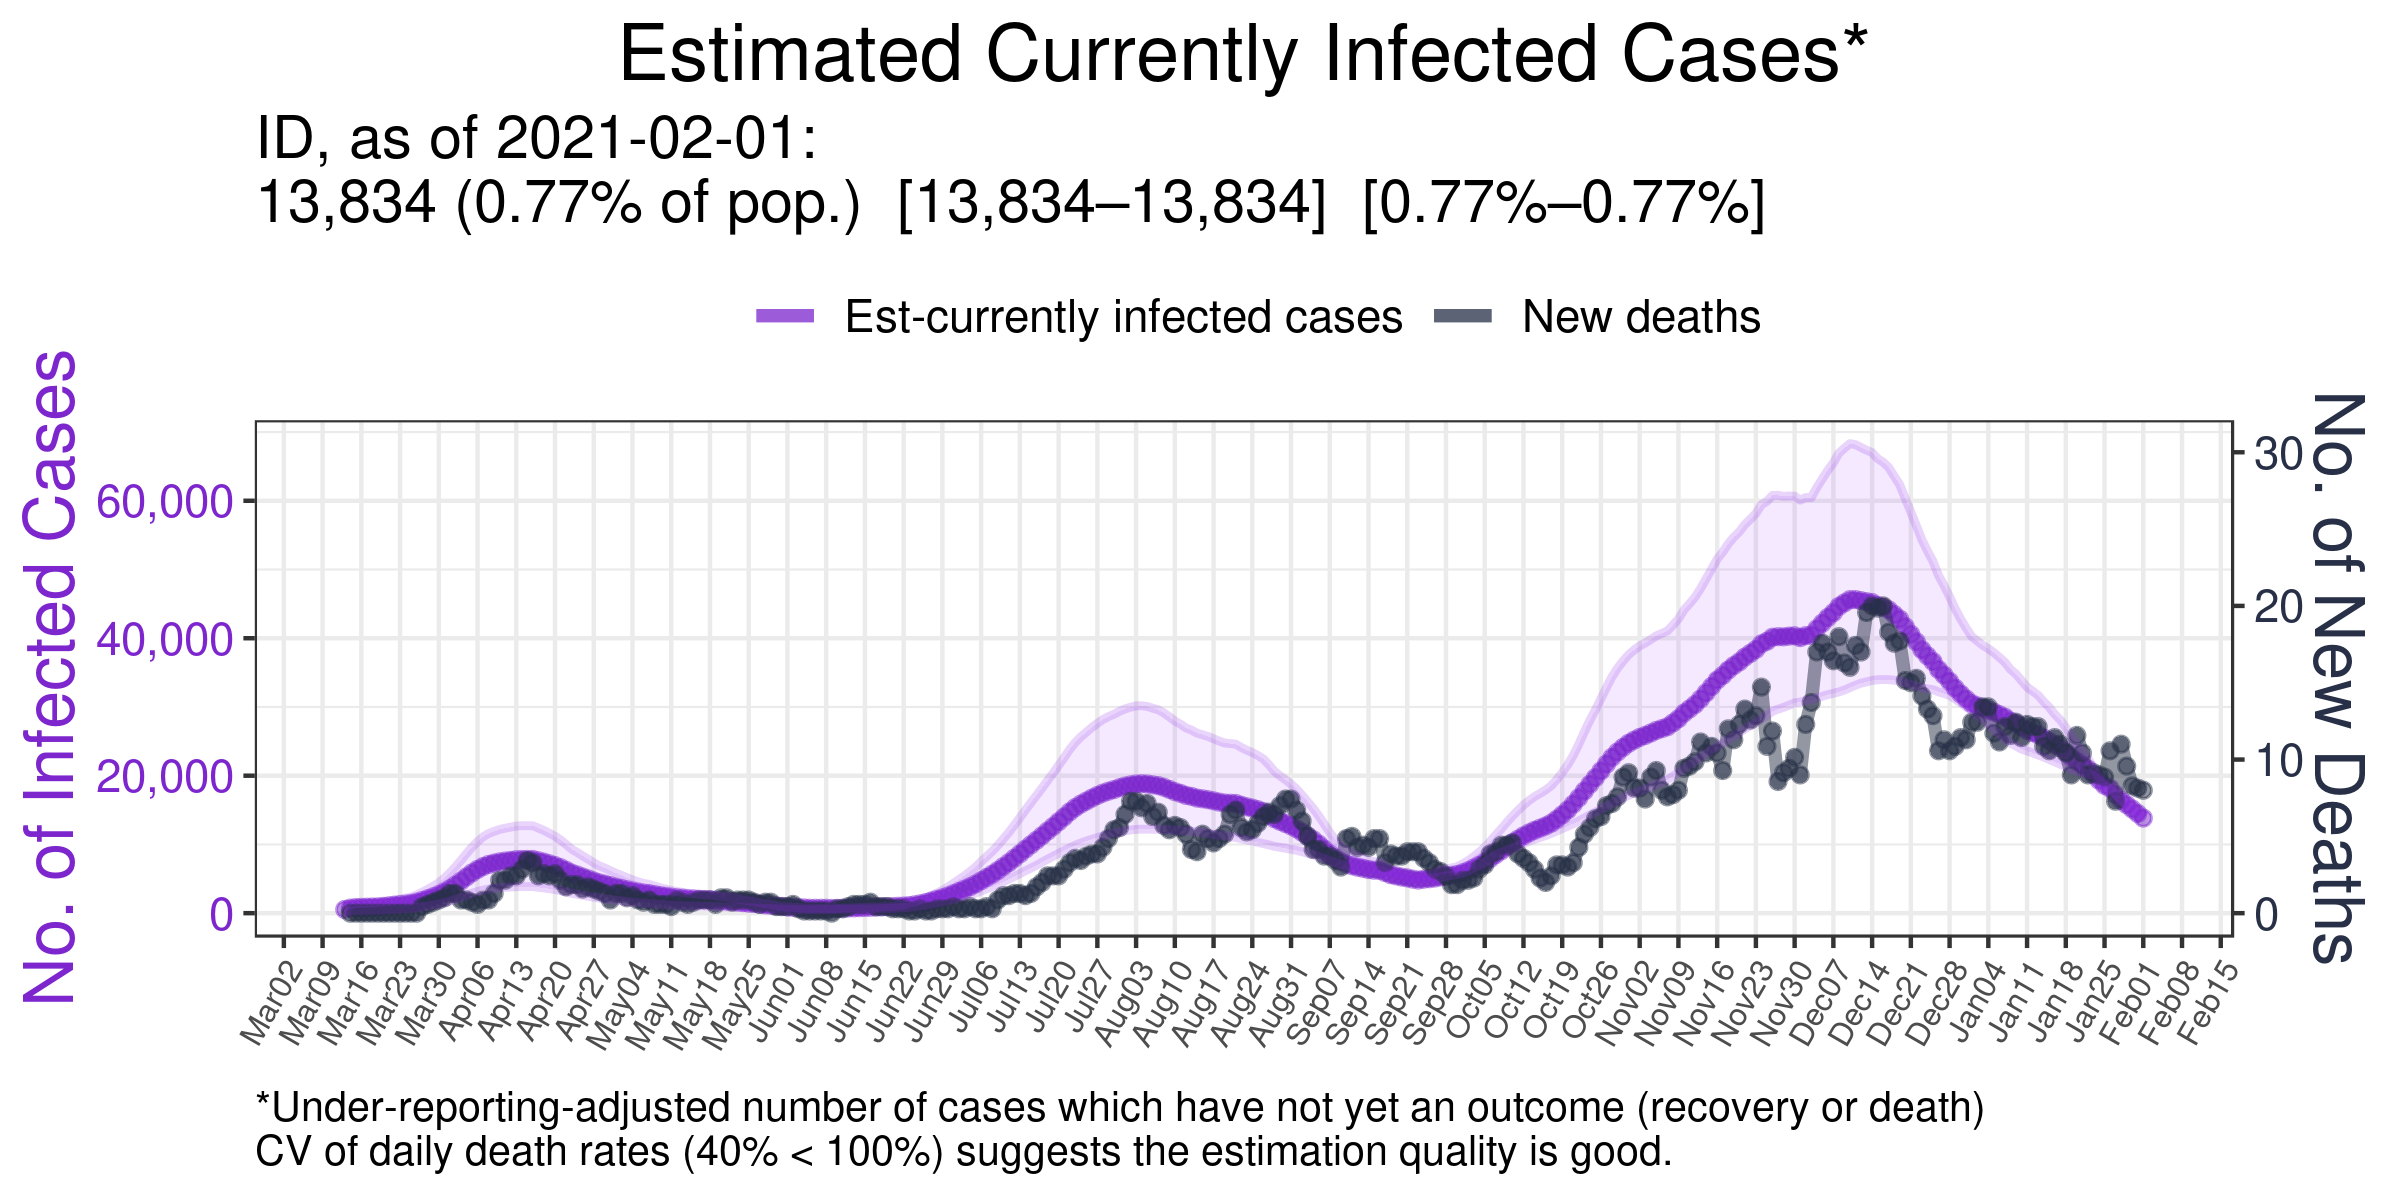 Estimated Currently Infected Cases*
ID, as of 2021-02-01:
13,834 (0.77% of pop.) [13,834–13,834] [0.77%–0.77%]
Est-currently infected cases New deaths
No. of Infected Cases
60,000
40,000
20,000
0
30
20
10
0
No. of New Deaths
Mar02 Mar09 Mar16 Mar23 Mar30 Apr06 Apr13 Apr20 Apr27 May04 May11 May18 May25 Jun01 Jun08 Jun15 Jun22 Jun29 Jul06 Jul13 Jul20 Jul27 Aug03 Aug10 Aug17 Aug24 Aug31 Sep07 Sep14 Sep21 Sep28 Oct05 Oct12 Oct19 Oct26 Nov02 Nov09 Nov16 Nov23 Nov30 Dec07 Dec14 Dec21 Dec28 Jan04 Jan11 Jan18 Jan25 Feb01 Feb08 Feb15
*Under-reporting-adjusted number of cases which have not yet an outcome (recovery or death)
CV of daily death rates (40% < 100%) suggests the estimation quality is good.